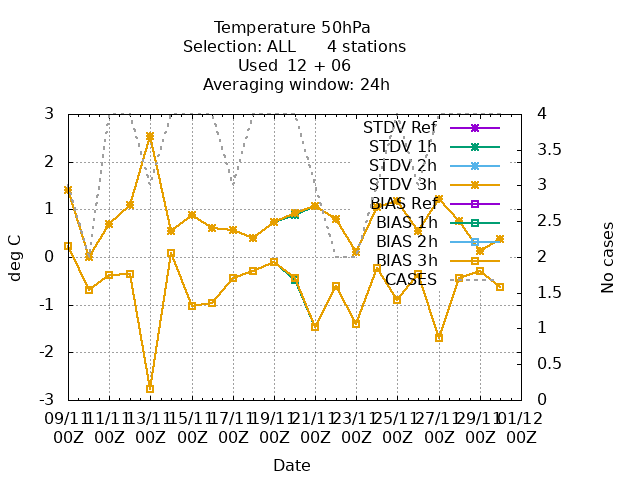 Temperature 50hPa
Selection: ALL 4 stations
Used 12 + 06
Averaging window: 24h
3
2
1
0
-1
-2
-3
deg C
4
3.5
3
2.5
2
1.5
1
0.5
0
No cases
STDV Ref
STDV 1h
STDV 2h
STDV 3h
BIAS Ref
BIAS 1h
BIAS 2h
BIAS 3h
CASES
09/11 11/11 13/11 15/11 17/11 19/11 21/11 23/11 25/11 27/11 29/11 01/12
00Z 00Z 00Z 00Z 00Z 00Z 00Z 00Z 00Z 00Z 00Z 00Z
Date